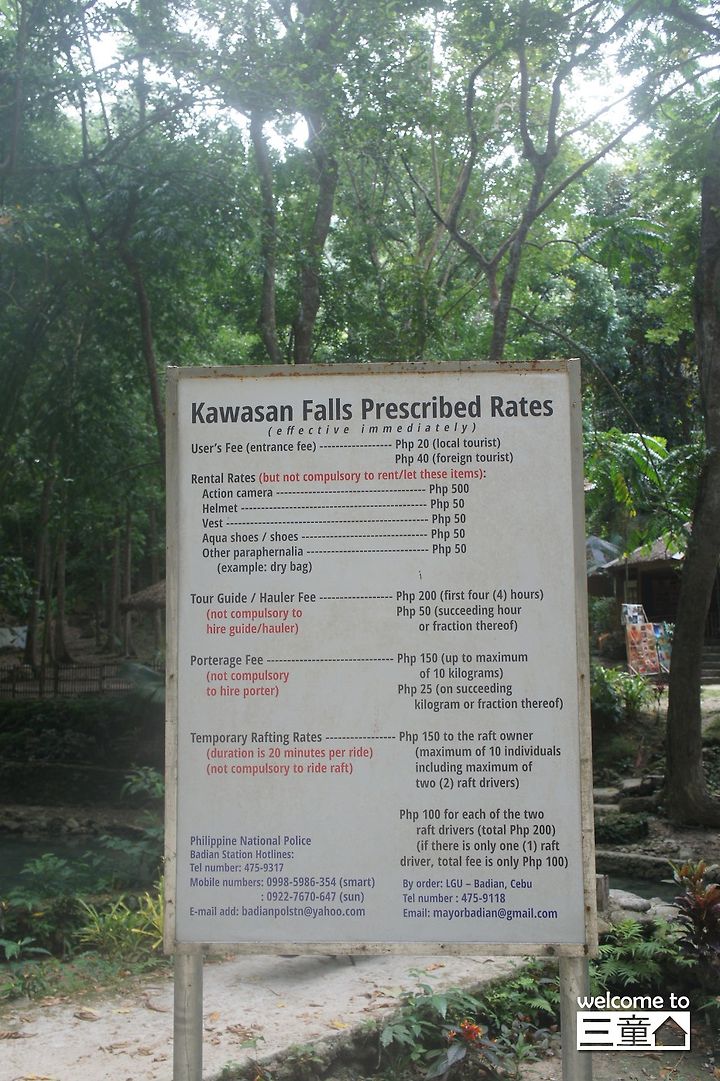 Kawasan Falls Prescribed Rates
(effective immediately)
User's Fee (entrance fee) ------------------ Php 20 (local tourist)
Php 40 (foreign tourist)
Rental Rates (but not compulsory to rent/let these items):
Action camera ------------------------------------- Php 500
Helmet ---------------------------------------------- Php 50
Vest -------------------------------------------------- Php 50
Aqua shoes / shoes ------------------------------- Php 50
Other paraphernalia ------------------------------ Php 50
(example: dry bag)
Tour Guide / Hauler Fee ------------------ Php 200 (first four (4) hours)
(not compulsory to Php 50 (succeeding hour
hire guide/hauler) or fraction thereof)
Porterage Fee ------------------------------- Php 150 (up to maximum
(not compulsory of 10 kilograms)
to hire porter) Php 25 (on succeeding
kilogram or fraction thereof)
Temporary Rafting Rates ----------------- Php 150 to the raft owner
(duration is 20 minutes per ride) (maximum of 10 individuals
(not compulsory to ride raft) including maximum of
two (2) raft drivers)
Php 100 for each of the two
raft drivers (total Php 200)
(if there is only one (1) raft
driver, total fee is only Php 100)
Philippine National Police
Badian Station Hotlines:
Tel number: 475-9317
Mobile numbers: 0998-5986-354 (smart)
: 0922-7670-647 (sun)
E-mail add: badianpolstn@yahoo.com
By order: LGU – Badian, Cebu
Tel number : 475-9118
Email: mayorbadian@gmail.com
welcome to
三童